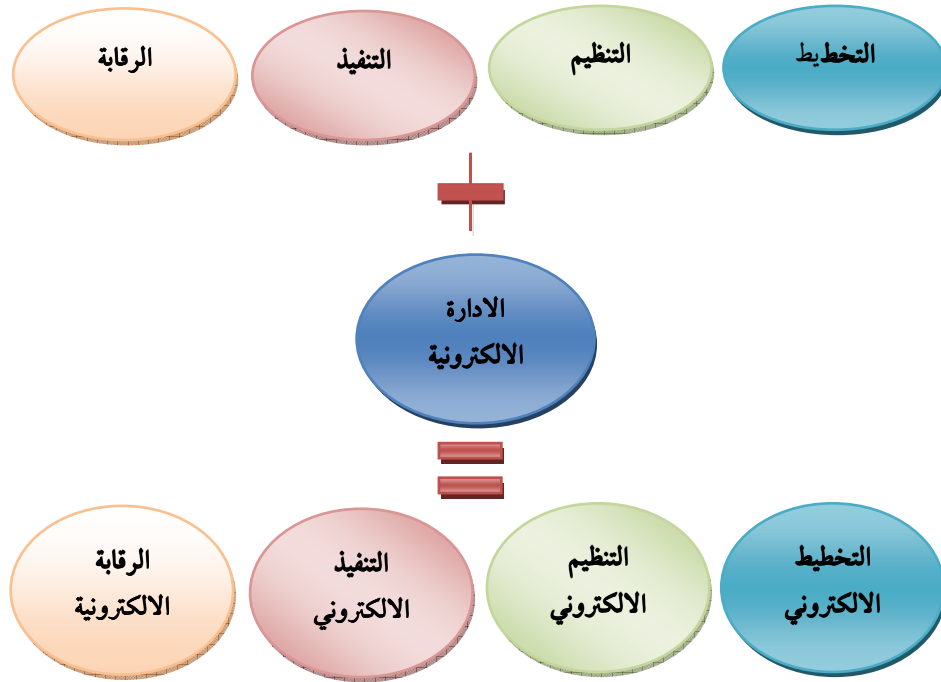 التخطيط
التنظيم
التنفيذ
الرقابة
+
الادارة
الالكترونية
=
التخطيط
الالكتروني
التنظيم
الالكتروني
التنفيذ
الالكتروني
الرقابة
الالكترونية